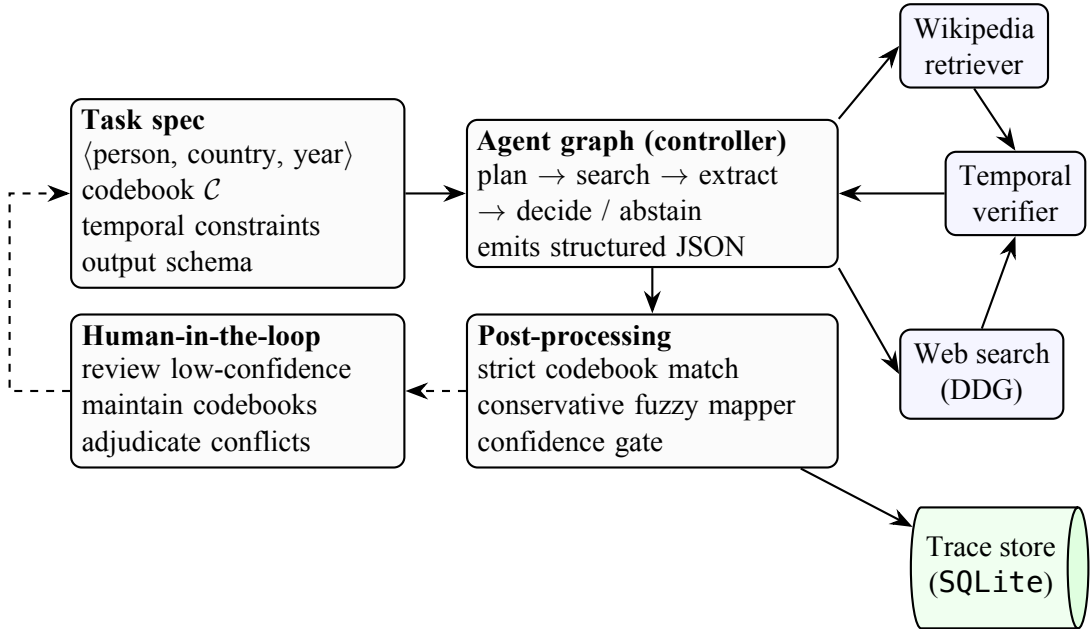 Task spec
⟨person, country, year⟩
codebook 𝒞
temporal constraints
output schema
Agent graph (controller)
plan → search → extract
→ decide / abstain
emits structured JSON
Wikipedia
retriever
Temporal
verifier
Web search
(DDG)
Human-in-the-loop
review low-confidence
maintain codebooks
adjudicate conflicts
Post-processing
strict codebook match
conservative fuzzy mapper
confidence gate
Trace store
(SQLite)